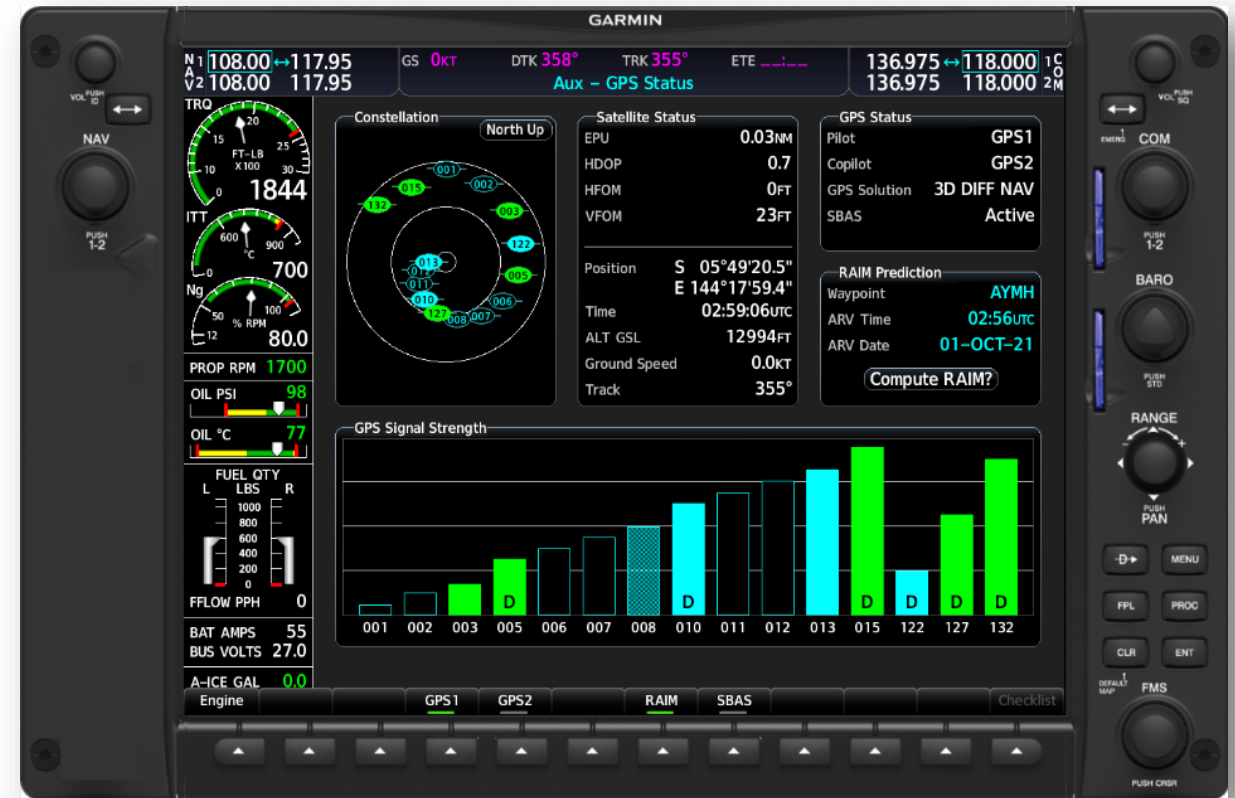 GARMIN
N 1 108.00 ↔ 117.95
A
V 2 108.00 117.95
GS 0KT DTK 358° TRK 355° ETE __:__
Aux – GPS Status
136.975 ↔ 118.000 1 C
O
136.975 118.000 2 M
VOL PUSH ID
NAV
PUSH 1-2
TRQ
20
15
25
FT-LB
X100
10
30
0
1844
ITT
600
900
°C
0
700
Ng
50
100
% RPM
12
80.0
PROP RPM 1700
OIL PSI 98
OIL °C 77
FUEL QTY
L LBS R
1000
800
600
400
200
0
FFLOW PPH 0
BAT AMPS 55
BUS VOLTS 27.0
A-ICE GAL 0.0
Constellation
North Up
001
002
015
132
003
122
005
013
012
011
010
006
127
008
007
Satellite Status
EPU 0.03NM
HDOP 0.7
HFOM 0FT
VFOM 23FT
Position S 05°49'20.5"
E 144°17'59.4"
Time 02:59:06UTC
ALT GSL 12994FT
Ground Speed 0.0KT
Track 355°
GPS Status
Pilot GPS1
Copilot GPS2
GPS Solution 3D DIFF NAV
SBAS Active
RAIM Prediction
Waypoint AYMH
ARV Time 02:56UTC
ARV Date 01-OCT-21
Compute RAIM?
GPS Signal Strength
D D D D D D
001 002 003 005 006 007 008 010 011 012 013 015 122 127 132
Engine GPS1 GPS2 RAIM SBAS Checklist
VOL PUSH SQ
EMERG
COM
PUSH 1-2
BARO
PUSH STD
RANGE
- +
PUSH PAN
D MENU
FPL PROC
CLR ENT
DEFAULT MAP
FMS
PUSH CRSR